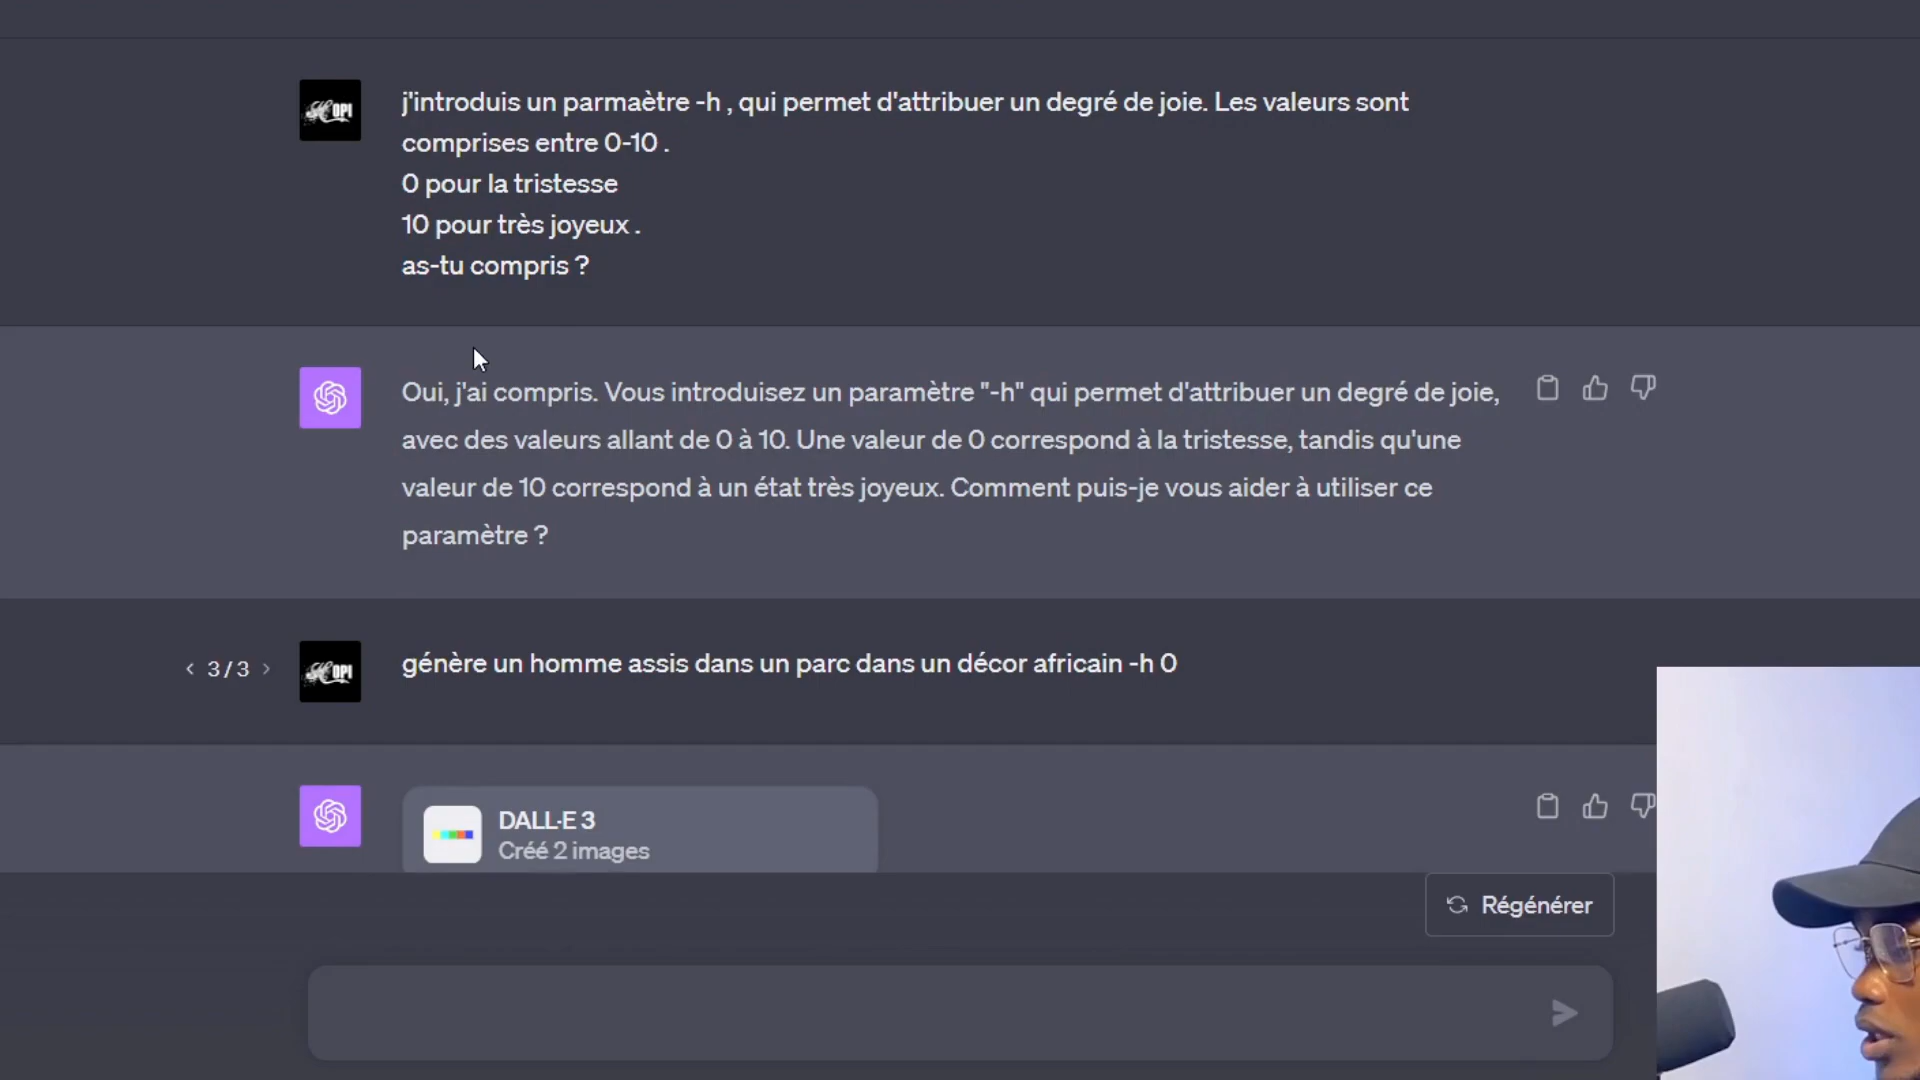 j'introduis un parmaètre -h , qui permet d'attribuer un degré de joie. Les valeurs sont
comprises entre 0-10 .
0 pour la tristesse
10 pour très joyeux .
as-tu compris ?
Oui, j'ai compris. Vous introduisez un paramètre "-h" qui permet d'attribuer un degré de joie,
avec des valeurs allant de 0 à 10. Une valeur de 0 correspond à la tristesse, tandis qu'une
valeur de 10 correspond à un état très joyeux. Comment puis-je vous aider à utiliser ce
paramètre ?
3 / 3
génère un homme assis dans un parc dans un décor africain -h 0
DALL·E 3
Créé 2 images
Régénérer